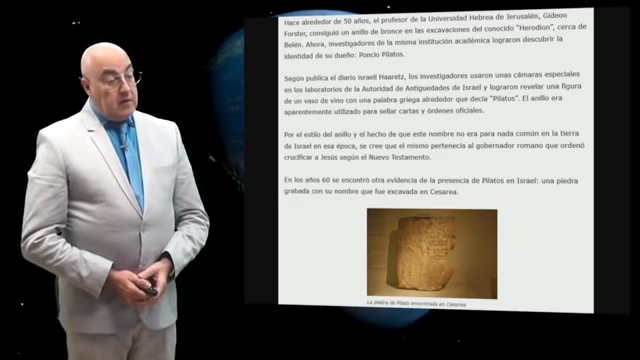 Hace alrededor de 50 años, el profesor de la Universidad Hebrea de Jerusalén, Gideon
Forster, consiguió un anillo de bronce en las excavaciones del conocido "Herodion", cerca de
Belén. Ahora, investigadores de la misma institución académica lograron descubrir la
identidad de su dueño: Poncio Pilatos.
Según publica el diario israelí Haaretz, los investigadores usaron unas cámaras especiales
en los laboratorios de la Autoridad de Antiguedades de Israel y lograron revelar una figura
de un vaso de vino con una palabra griega alrededor que decía "Pilatos". El anillo era
aparentemente utilizado para sellar cartas y órdenes oficiales.
Por el estilo del anillo y el hecho de que este nombre no era para nada común en la tierra
de Israel en esa época, se cree que el mismo pertenecía al gobernador romano que ordenó
crucificar a Jesús según el Nuevo Testamento.
En los años 60 se encontró otra evidencia de la presencia de Pilatos en Israel: una piedra
grabada con su nombre que fue excavada en Cesarea.
La piedra de Pilato encontrada en Cesarea